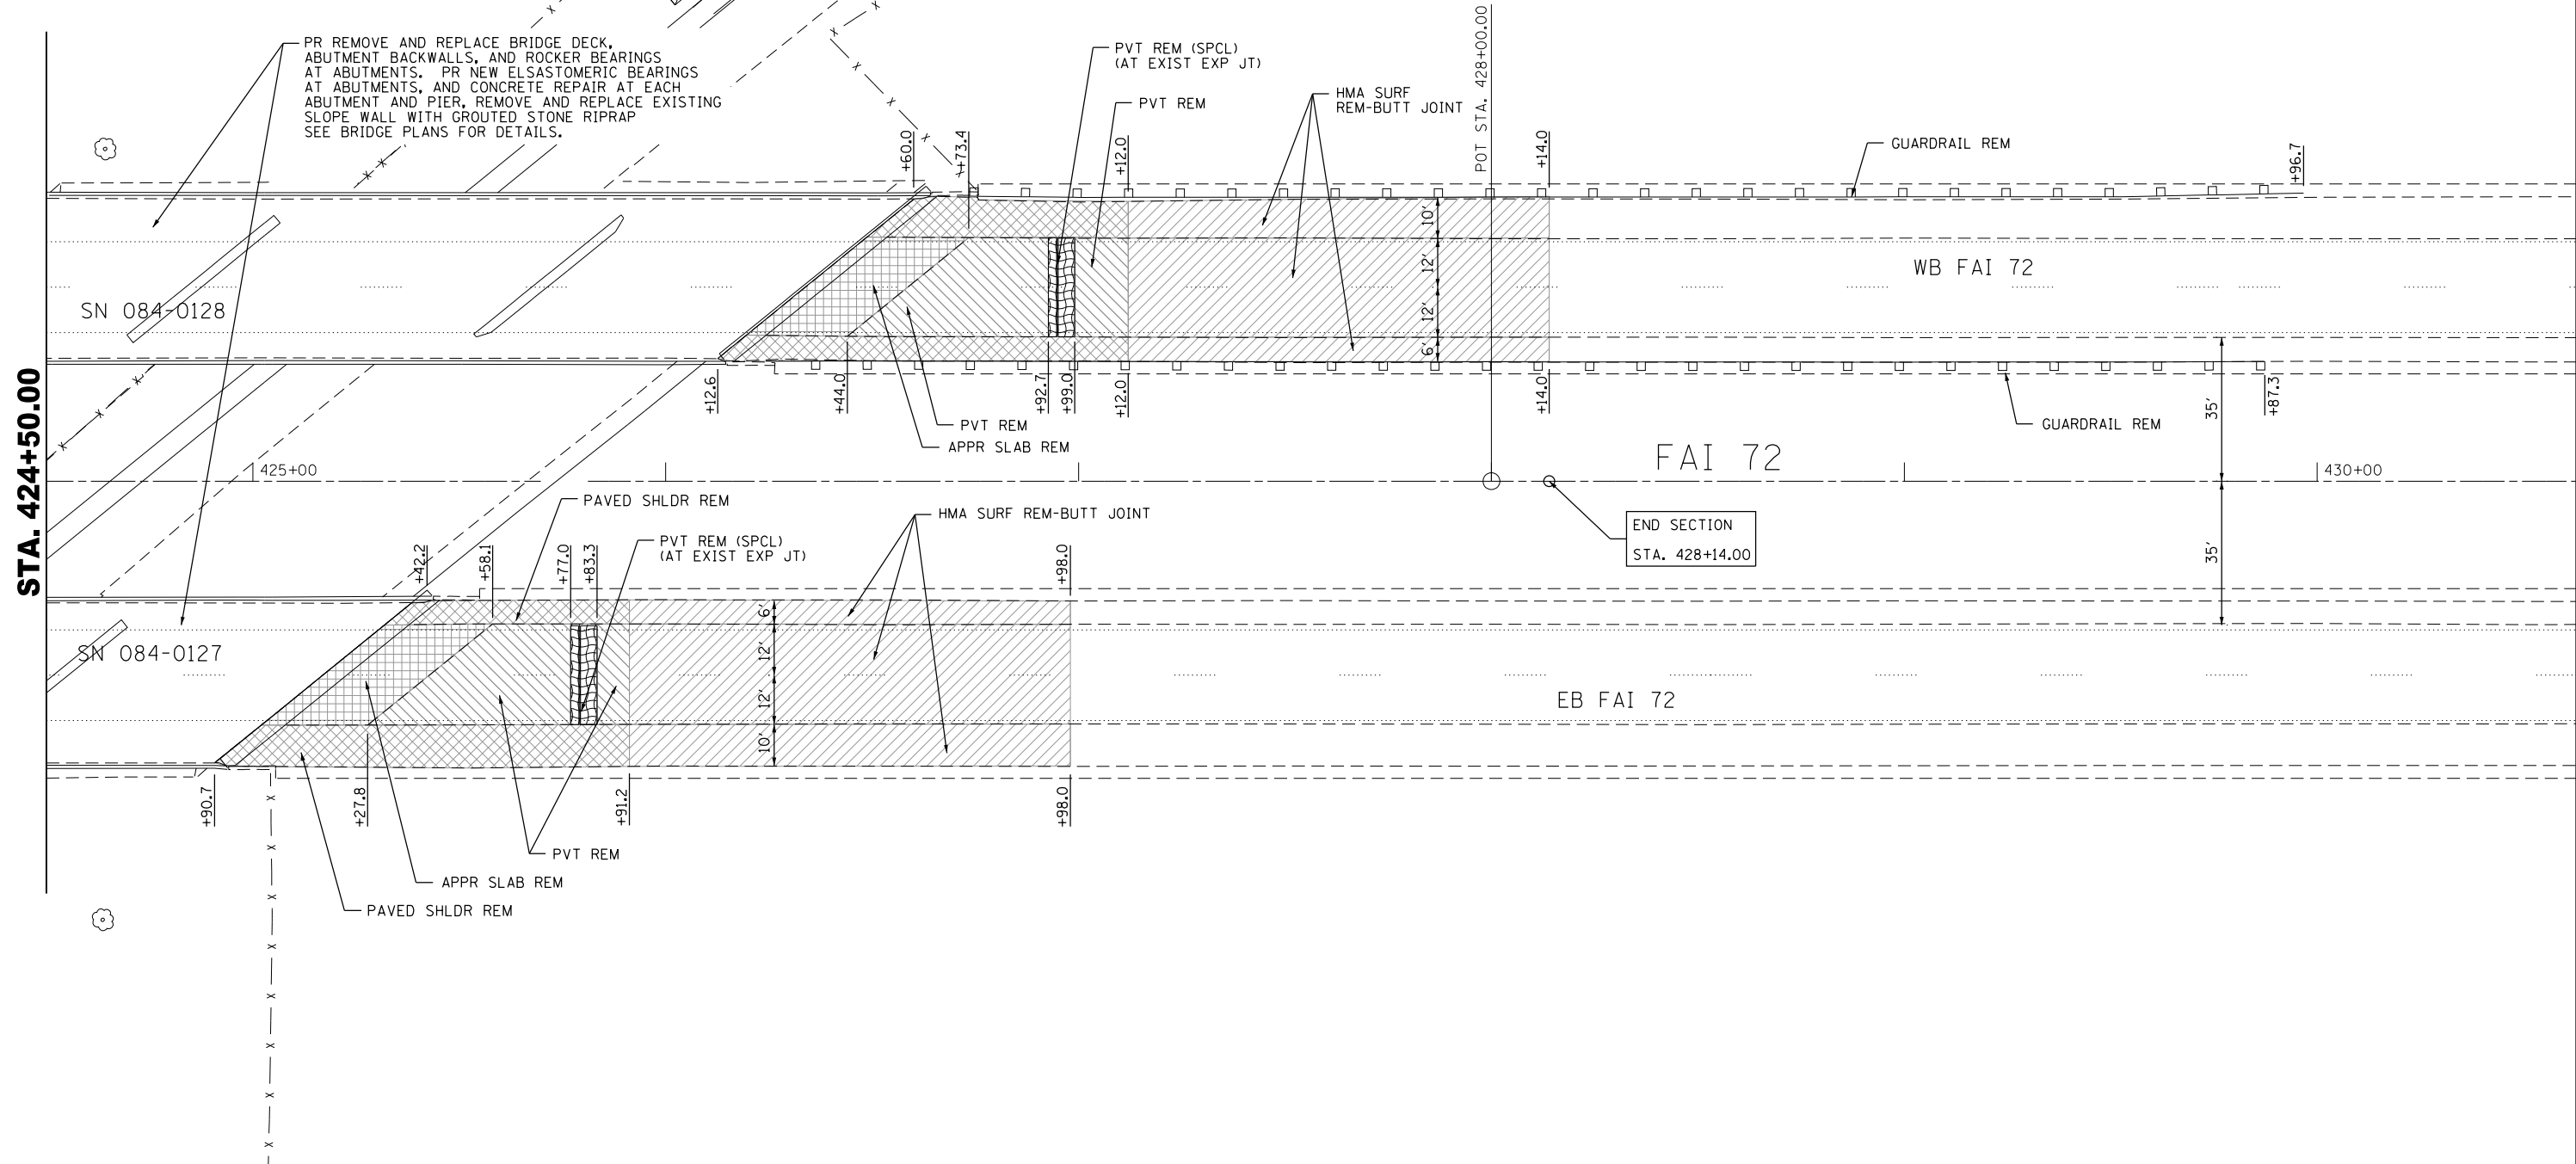 PR REMOVE AND REPLACE BRIDGE DECK,
ABUTMENT BACKWALLS, AND ROCKER BEARINGS
AT ABUTMENTS.  PR NEW ELSASTOMERIC BEARINGS
AT ABUTMENTS, AND CONCRETE REPAIR AT EACH
ABUTMENT AND PIER, REMOVE AND REPLACE EXISTING
SLOPE WALL WITH GROUTED STONE RIPRAP
SEE BRIDGE PLANS FOR DETAILS.
PVT REM (SPCL)
(AT EXIST EXP JT)
PVT REM
HMA SURF
REM-BUTT JOINT
POT STA. 428+00.00
GUARDRAIL REM
+60.0
+73.4
+12.0
+14.0
+96.7
10'
12'
12'
6'
WB FAI 72
SN 084-0128
+12.6
+44.0
+92.7
+99.0
+12.0
+14.0
+87.3
PVT REM
APPR SLAB REM
GUARDRAIL REM
35'
STA. 424+50.00
425+00
FAI 72
430+00
END SECTION
STA. 428+14.00
35'
PAVED SHLDR REM
HMA SURF REM-BUTT JOINT
PVT REM (SPCL)
(AT EXIST EXP JT)
+42.2
+58.1
+77.0
+83.3
+98.0
6'
12'
12'
10'
SN 084-0127
EB FAI 72
+90.7
+27.8
+91.2
+98.0
PVT REM
APPR SLAB REM
PAVED SHLDR REM